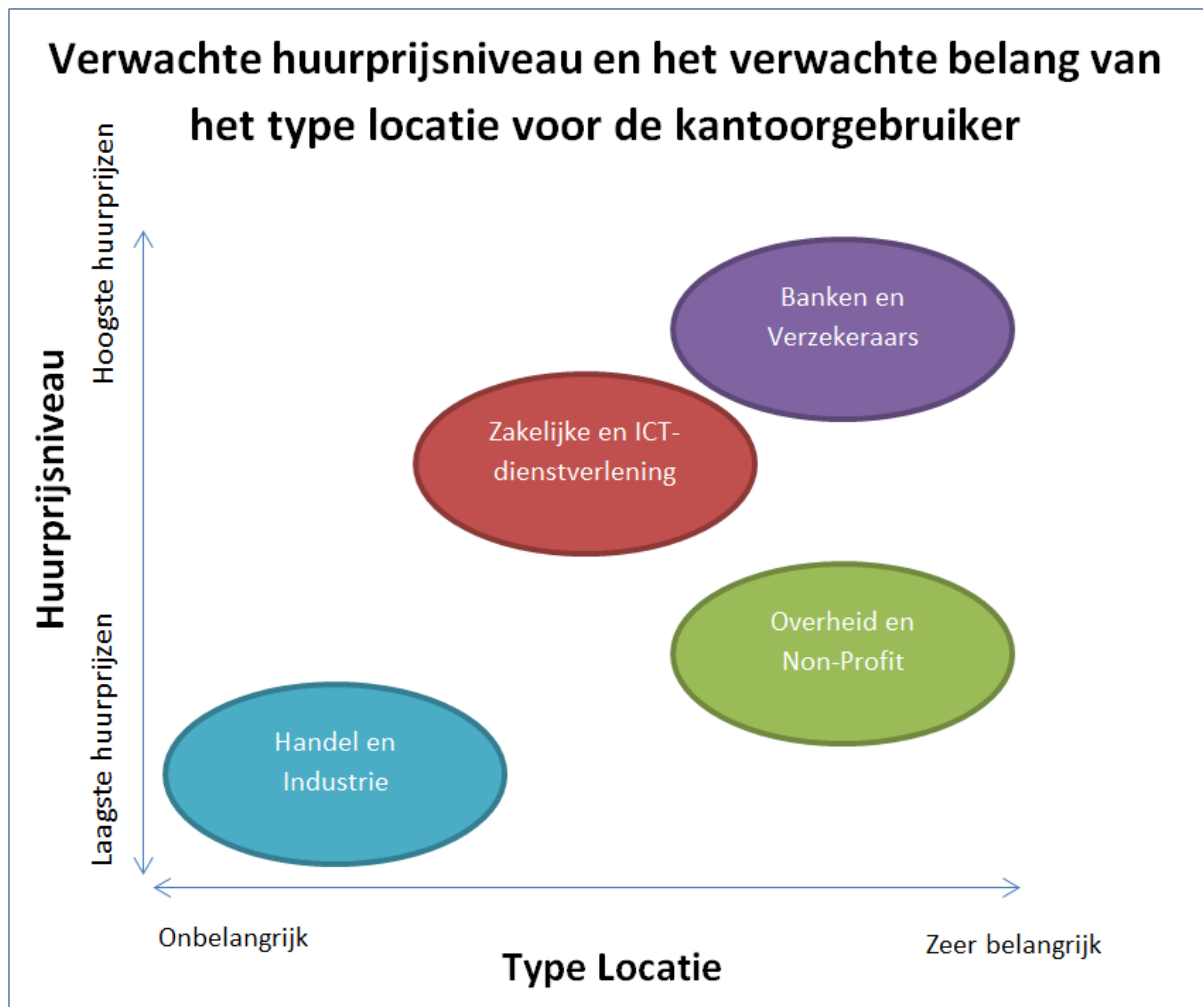 Verwachte huurprijsniveau en het verwachte belang van
het type locatie voor de kantoorgebruiker
Huurprijsniveau
Hoogste huurprijzen
Laagste huurprijzen
Banken en
Verzekeraars
Zakelijke en ICT-
dienstverlening
Overheid en
Non-Profit
Handel en
Industrie
Onbelangrijk
Zeer belangrijk
Type Locatie